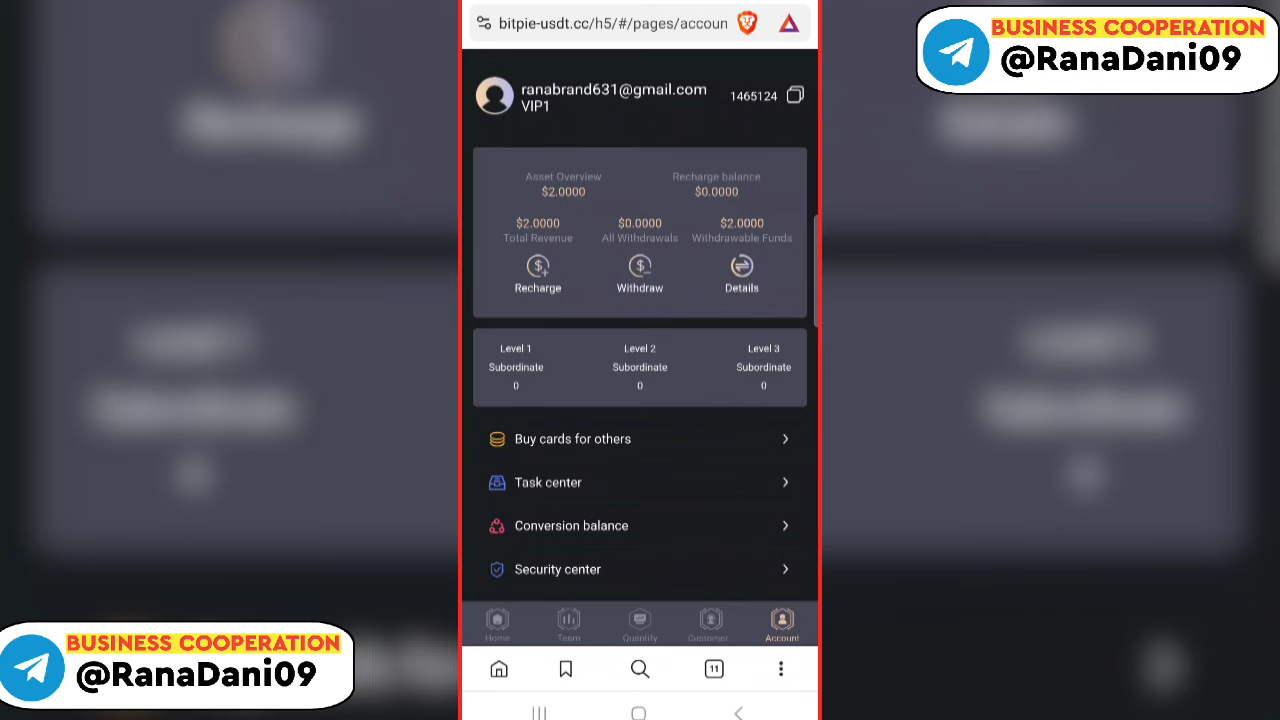 bitpie-usdt.cc/h5/#/pages/accoun
BUSINESS COOPERATION
@RanaDani09
ranabrand631@gmail.com
VIP1
1465124
Recharge
Asset Overview
Recharge balance
$2.0000
$0.0000
$2.0000
$0.0000
$2.0000
Total Revenue
All Withdrawals
Withdrawable Funds
Recharge
Withdraw
Details
Level 1
Level 2
Level 3
Subordinate
Subordinate
Subordinate
0
0
0
Buy cards for others
Task center
Conversion balance
Security center
Home
Team
Quantify
Customer...
Account
11
BUSINESS COOPERATION
@RanaDani09